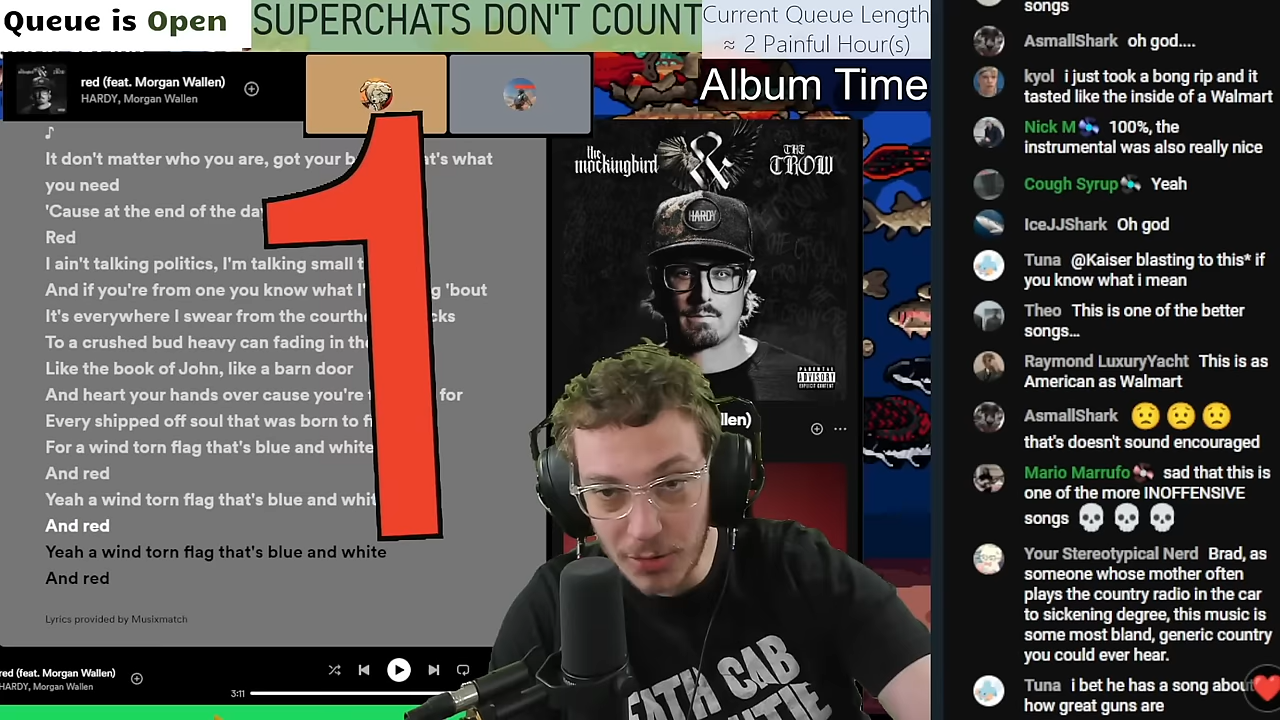 Queue is Open
SUPERCHATS DON'T COUNT
Current Queue Length
≈ 2 Painful Hour(s)
Album Time
red (feat. Morgan Wallen)
HARDY, Morgan Wallen
♪
It don't matter who you are, got your
what
you need
'Cause at the end of the day
Red
I ain't talking politics, I'm talking small
And if you're from one you know what
'bout
It's everywhere I swear from the
To a crushed bud heavy can fading in
Like the book of John, like a barn door
And heart your hands over cause you're
for
Every shipped off soul that was born to
For a wind torn flag that's blue and white
And red
Yeah a wind torn flag that's blue and
And red
Yeah a wind torn flag that's blue and white
And red
Lyrics provided by Musixmatch
1
the
mockingbird
&
THE
CROW
HARDY
PARENTAL
ADVISORY
EXPLICIT CONTENT
red (feat. Morgan Wallen)
HARDY, Morgan Wallen
3:11
DEATH CAB
songs
AsmallShark oh god....
kyol i just took a bong rip and it
tasted like the inside of a Walmart
Nick M 100%, the
instrumental was also really nice
Cough Syrup Yeah
IceJJShark Oh god
Tuna @Kaiser blasting to this* if
you know what i mean
Theo This is one of the better
songs...
Raymond LuxuryYacht This is as
American as Walmart
AsmallShark 😟😟😟
that's doesn't sound encouraged
Mario Marrufo sad that this is
one of the more INOFFENSIVE
songs 💀💀💀
Your Stereotypical Nerd Brad, as
someone whose mother often
plays the country radio in the car
to sickening degree, this music is
some most bland, generic country
you could ever hear.
Tuna i bet he has a song about
how great guns are